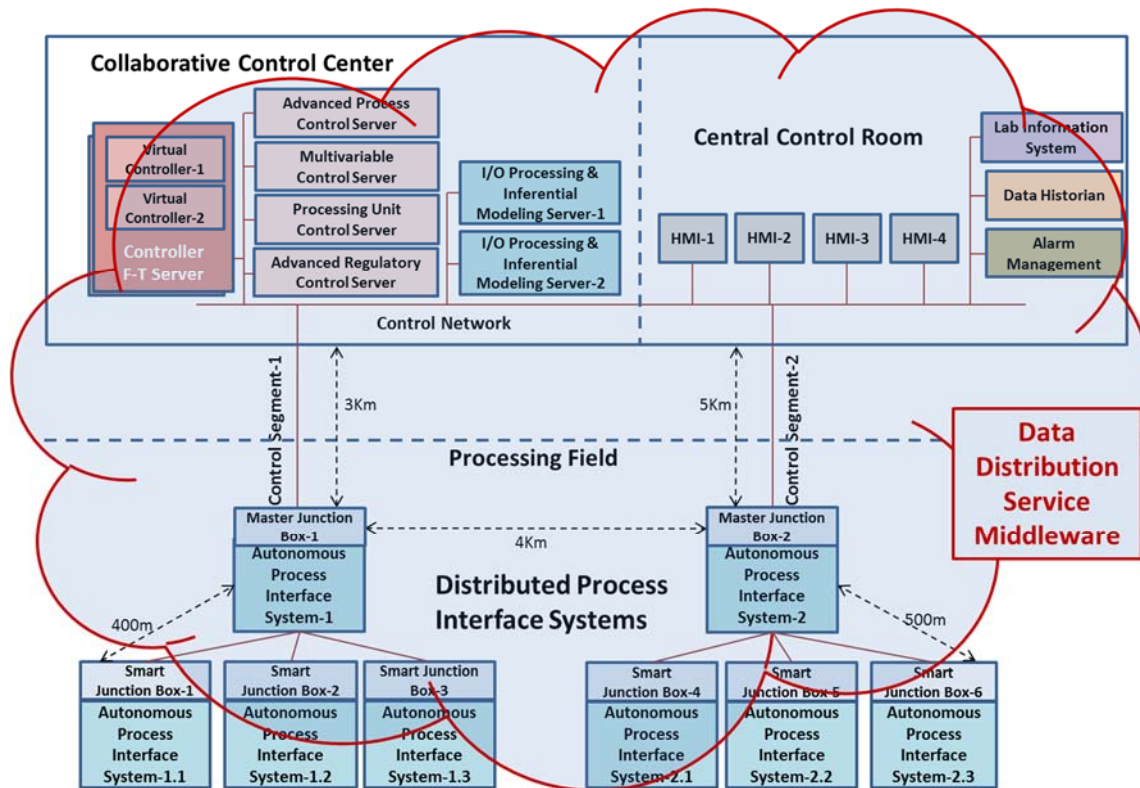 Collaborative Control Center
Virtual
Controller-1
Virtual
Controller-2
Controller
F-T Server
Advanced Process
Control Server
Multivariable
Control Server
Processing Unit
Control Server
Advanced Regulatory
Control Server
I/O Processing &
Inferential
Modeling Server-1
I/O Processing &
Inferential
Modeling Server-2
Central Control Room
HMI-1
HMI-2
HMI-3
HMI-4
Lab Information
System
Data Historian
Alarm
Management
Control Network
Control Segment-1
3Km
5Km
Control Segment-2
Processing Field
Data
Distribution
Service
Middleware
Master Junction
Box-1
Autonomous
Process
Interface
System-1
4Km
Master Junction
Box-2
Autonomous
Process
Interface
System-2
Distributed Process
Interface Systems
400m
500m
Smart
Junction Box-1
Autonomous
Process
Interface
System-1.1
Smart
Junction Box-2
Autonomous
Process
Interface
System-1.2
Smart Junction
Box-3
Autonomous
Process
Interface
System-1.3
Smart
Junction Box-4
Autonomous
Process
Interface
System-2.1
Smart
Junction Box-5
Autonomous
Process
Interface
System-2.2
Smart
Junction Box-6
Autonomous
Process
Interface
System-2.3